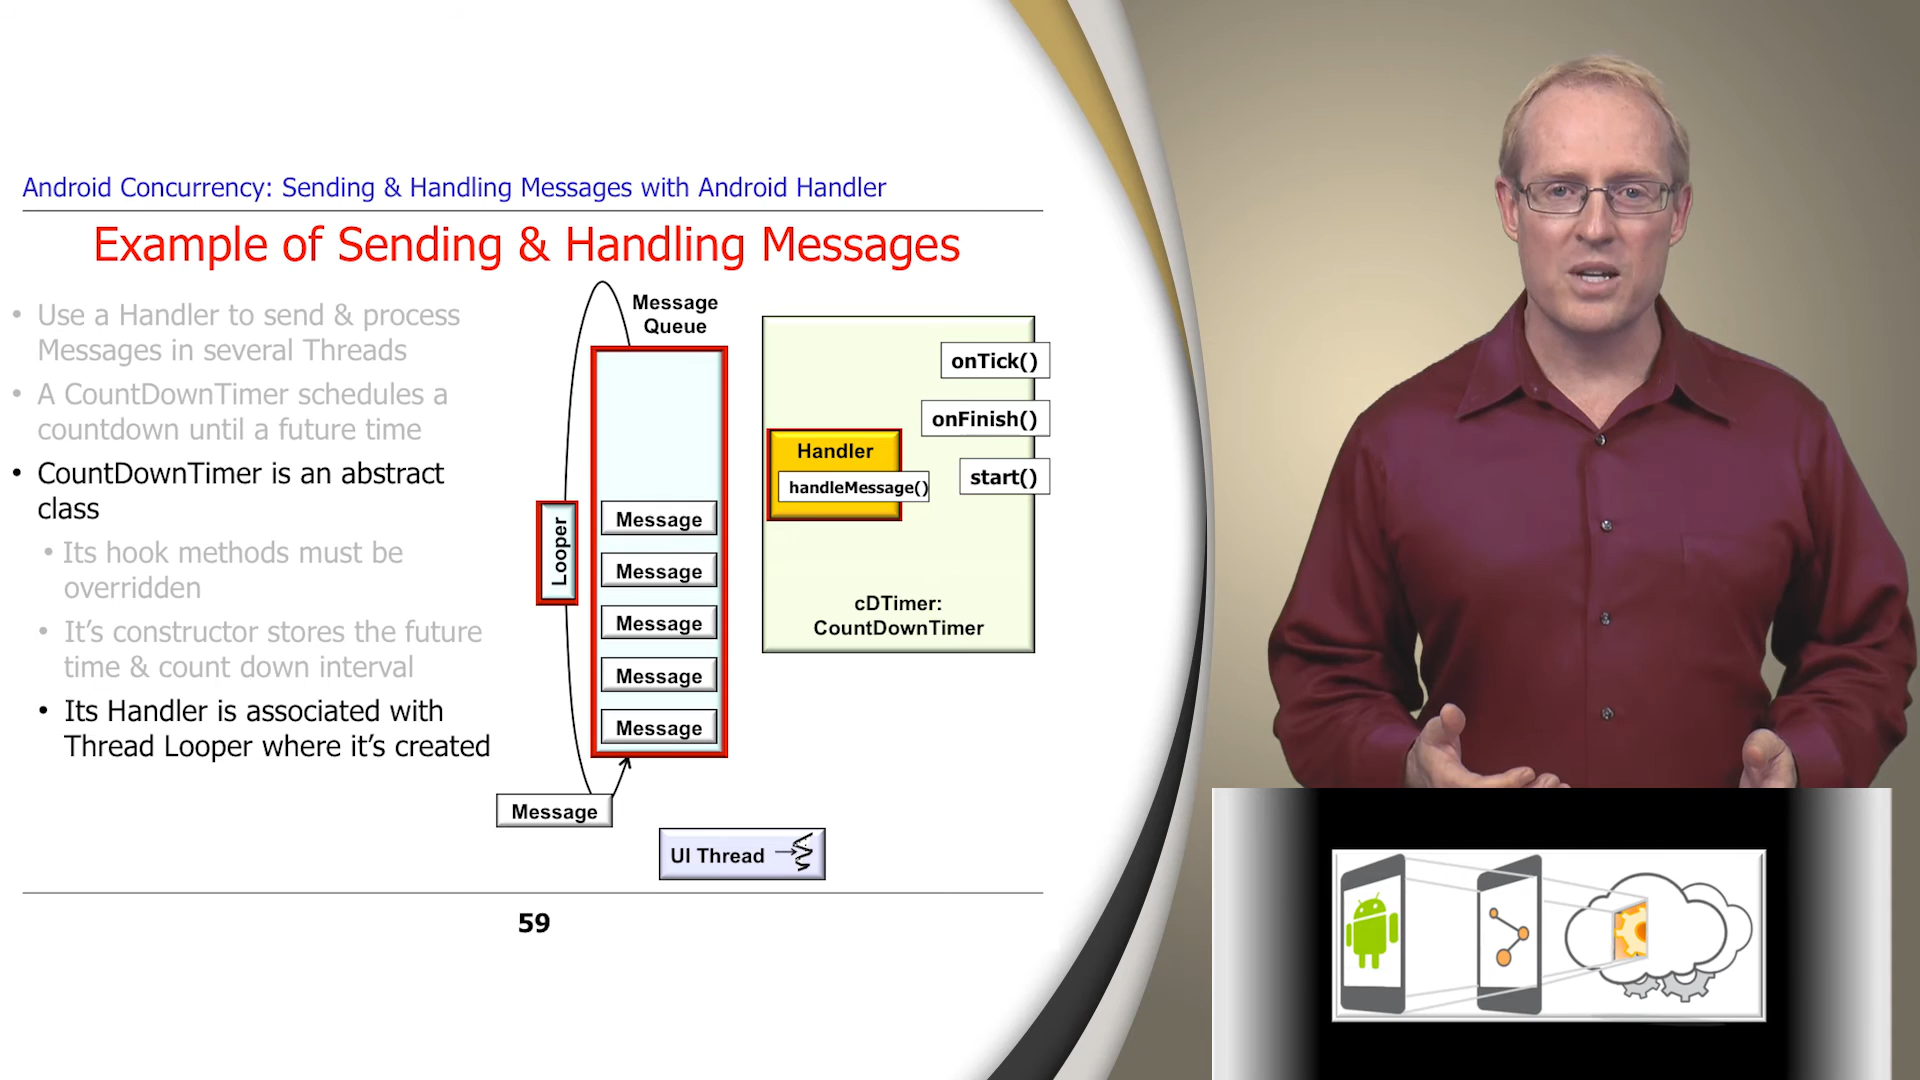 Android Concurrency: Sending & Handling Messages with Android Handler
Example of Sending & Handling Messages
• Use a Handler to send & process
Messages in several Threads
• A CountDownTimer schedules a
countdown until a future time
• CountDownTimer is an abstract
class
• Its hook methods must be
overridden
• It’s constructor stores the future
time & count down interval
• Its Handler is associated with
Thread Looper where it’s created
Message
Queue
Looper
Message
Message
Message
Message
Message
Message
onTick()
onFinish()
Handler
handleMessage()
start()
cDTimer:
CountDownTimer
UI Thread
59